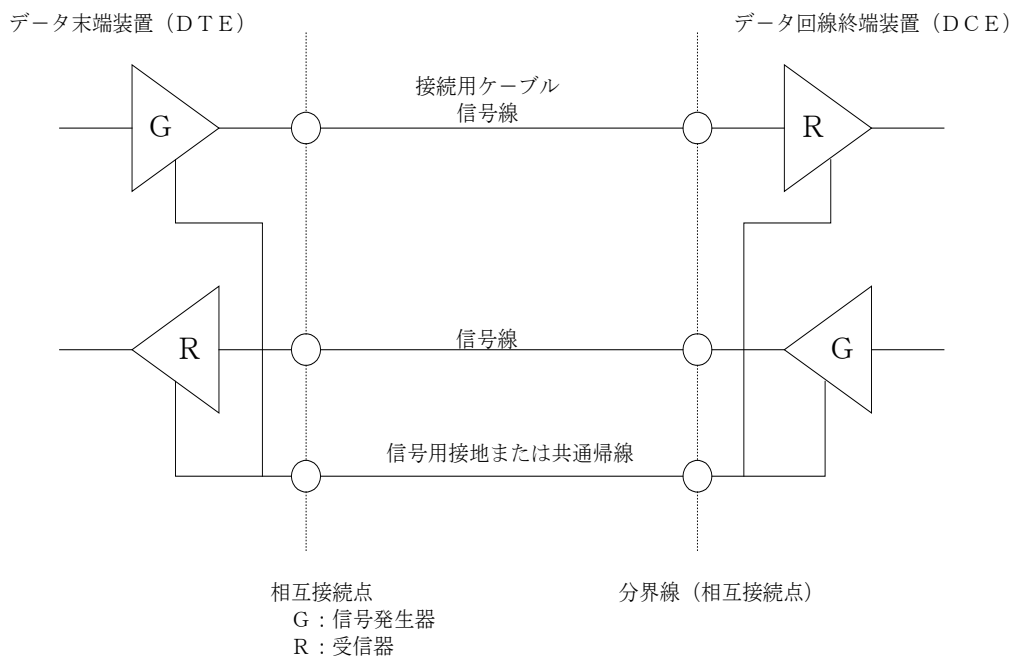 データ末端装置（ＤＴＥ）
データ回線終端装置（ＤＣＥ）
接続用ケーブル
信号線
Ｇ
Ｒ
信号線
Ｒ
Ｇ
信号用接地または共通帰線
相互接続点
分界線（相互接続点）
Ｇ：信号発生器
Ｒ：受信器